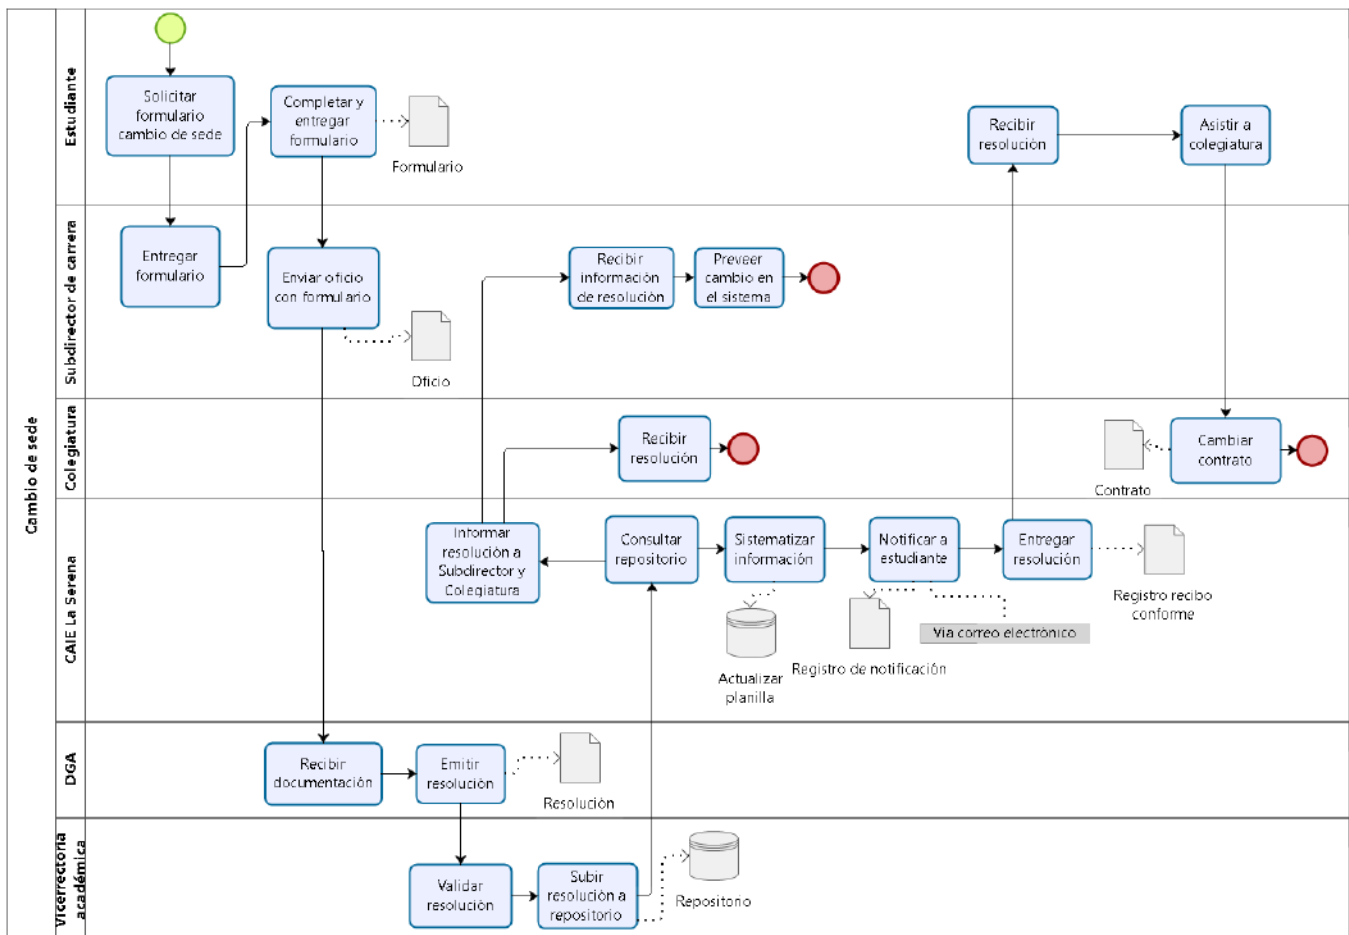 Cambio de sede
Estudiante
Solicitar
formulario
cambio de sede
Completar y
entregar
formulario
Formulario
Recibir
resolución
Asistir a
colegiatura
Subdirector de carrera
Entregar
formulario
Enviar oficio
con formulario
Oficio
Recibir
información
de resolución
Preveer
cambio en
el sistema
Colegiatura
Recibir
resolución
Contrato
Cambiar
contrato
CAIE La Serena
Informar
resolución a
Subdirector y
Colegiatura
Consultar
repositorio
Sistematizar
información
Notificar a
estudiante
Entregar
resolución
Actualizar
planilla
Registro de notificación
Via correo electrónico
Registro recibo
conforme
DGA
Recibir
documentación
Emitir
resolución
Resolución
Vicerrectoria
académica
Validar
resolución
Subir
resolución a
repositorio
Repositorio